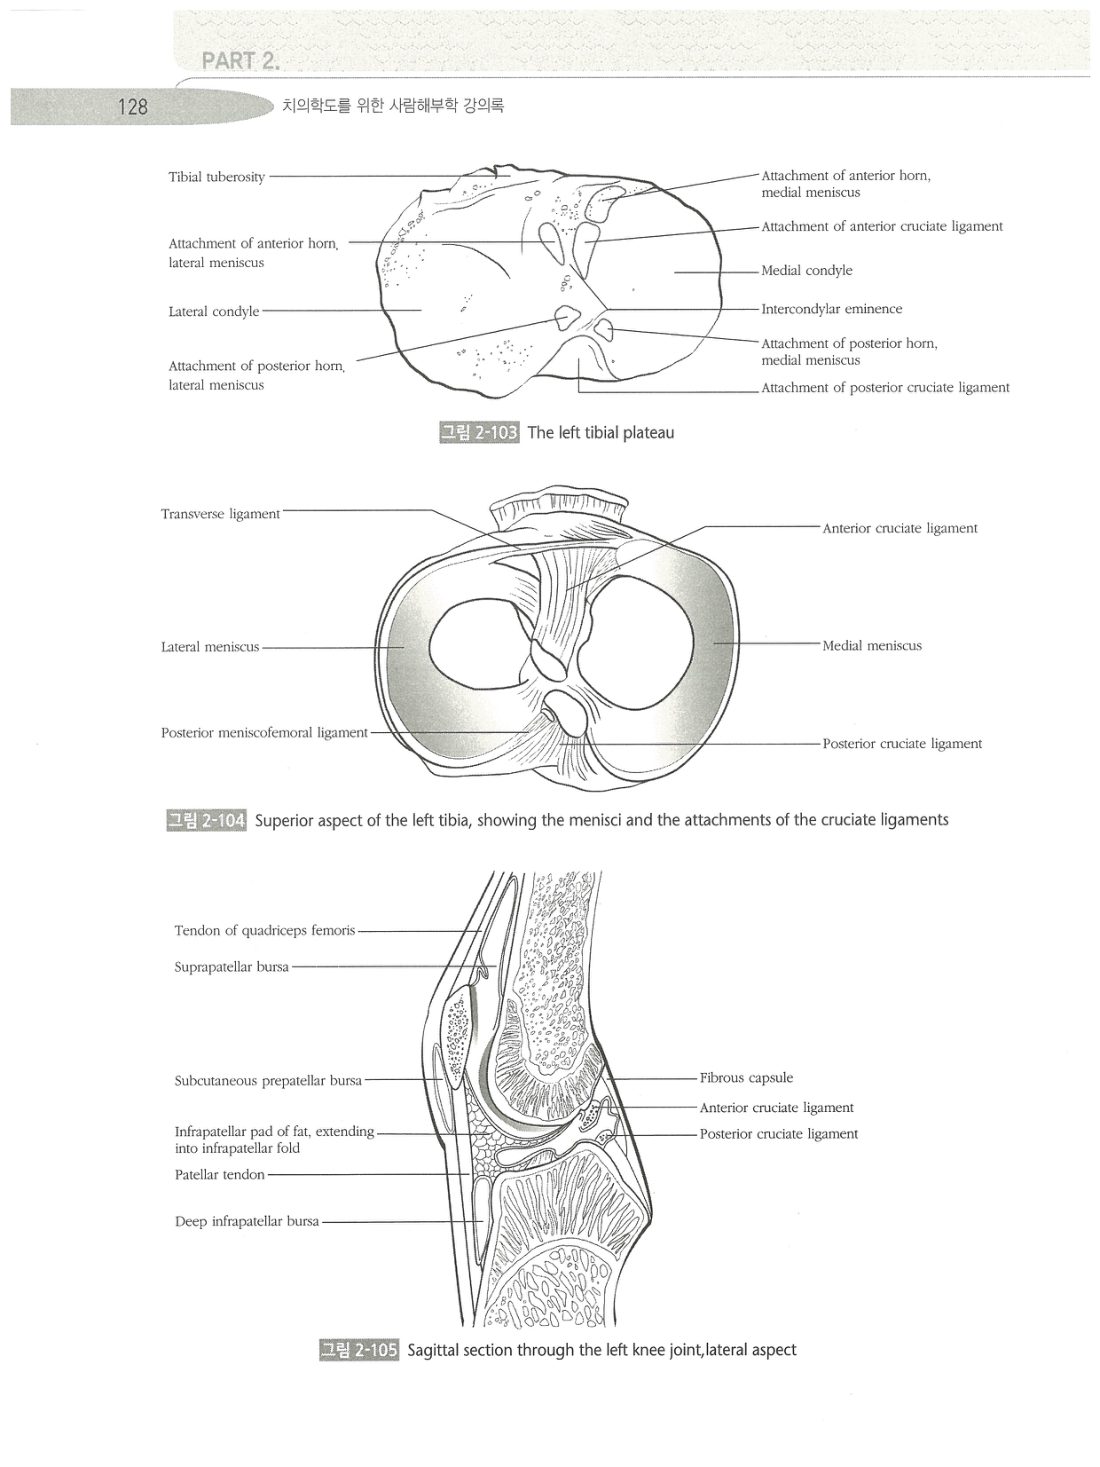 PART 2.
128
치의학도를 위한 사람해부학 강의록
Tibial tuberosity
Attachment of anterior horn,
lateral meniscus
Lateral condyle
Attachment of posterior horn,
lateral meniscus
Attachment of anterior horn,
medial meniscus
Attachment of anterior cruciate ligament
Medial condyle
Intercondylar eminence
Attachment of posterior horn,
medial meniscus
Attachment of posterior cruciate ligament
그림 2-103 The left tibial plateau
Transverse ligament
Lateral meniscus
Posterior meniscofemoral ligament
Anterior cruciate ligament
Medial meniscus
Posterior cruciate ligament
그림 2-104 Superior aspect of the left tibia, showing the menisci and the attachments of the cruciate ligaments
Tendon of quadriceps femoris
Suprapatellar bursa
Subcutaneous prepatellar bursa
Infrapatellar pad of fat, extending
into infrapatellar fold
Patellar tendon
Deep infrapatellar bursa
Fibrous capsule
Anterior cruciate ligament
Posterior cruciate ligament
그림 2-105 Sagittal section through the left knee joint,lateral aspect